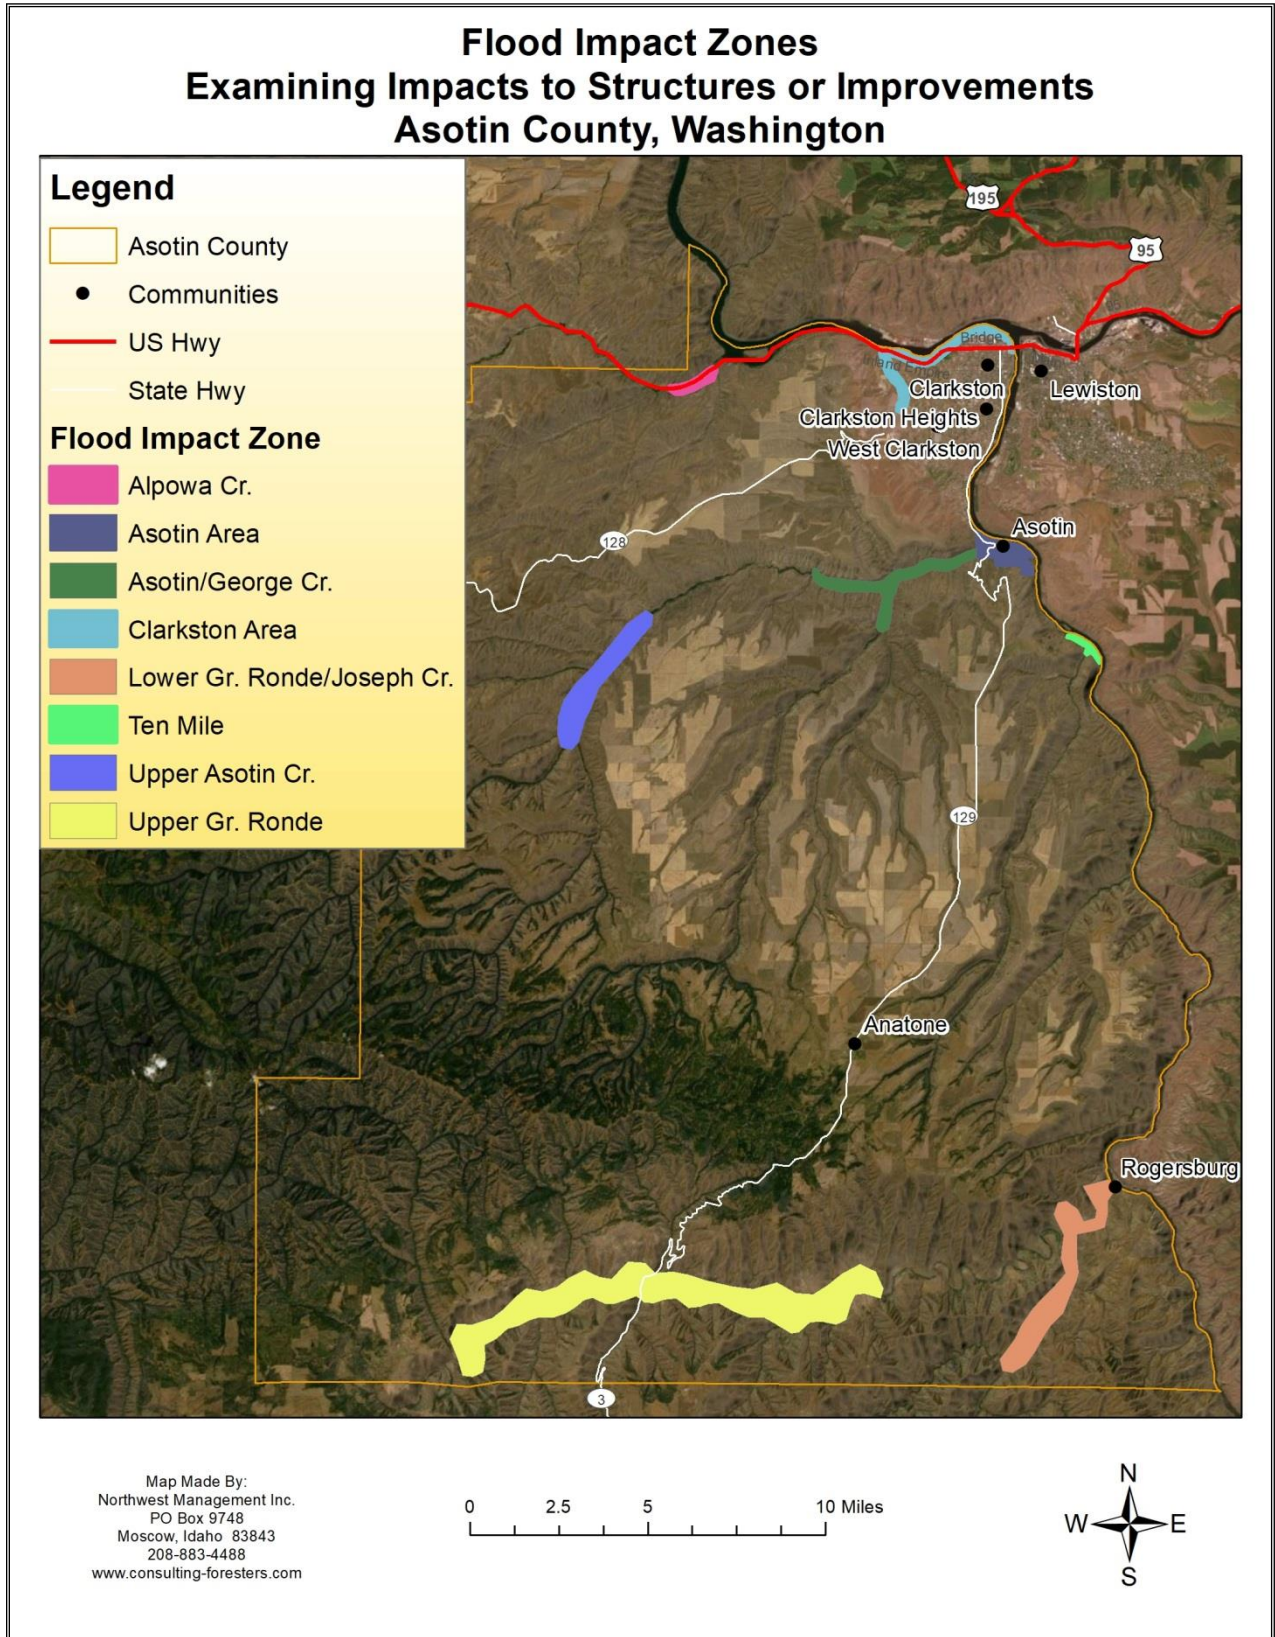 Flood Impact Zones
Examining Impacts to Structures or Improvements
Asotin County, Washington
Legend
Asotin County
Communities
US Hwy
State Hwy
Flood Impact Zone
Alpowa Cr.
Asotin Area
Asotin/George Cr.
Clarkston Area
Lower Gr. Ronde/Joseph Cr.
Ten Mile
Upper Asotin Cr.
Upper Gr. Ronde
195
95
Bridge
Inland Empire
Clarkston
Lewiston
Clarkston Heights
West Clarkston
128
Asotin
129
Anatone
Rogersburg
3
Map Made By:
Northwest Management Inc.
PO Box 9748
Moscow, Idaho 83843
208-883-4488
www.consulting-foresters.com
0 2.5 5 10 Miles
N
W E
S